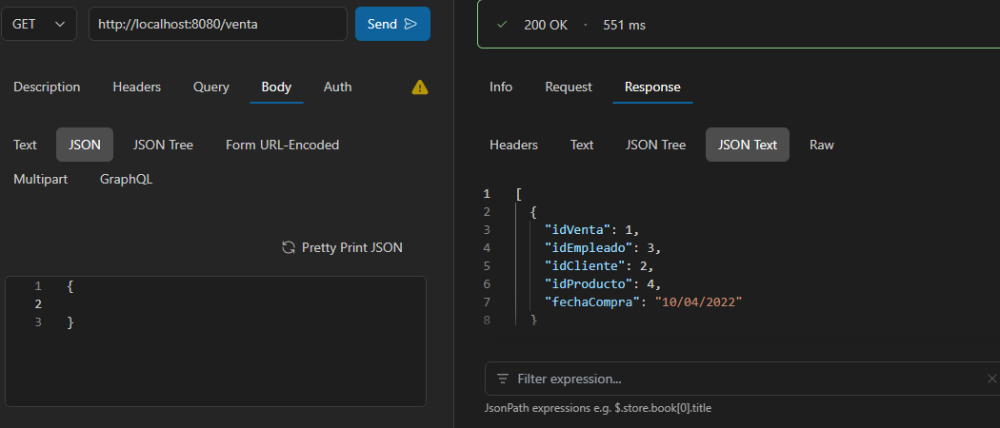 GET
http://localhost:8080/venta
Send
Description Headers Query Body Auth
Text JSON JSON Tree Form URL-Encoded
Multipart GraphQL
Pretty Print JSON
1 {
2
3 }
200 OK · 551 ms
Info Request Response
Headers Text JSON Tree JSON Text Raw
1 [
2 {
3 "idVenta": 1,
4 "idEmpleado": 3,
5 "idCliente": 2,
6 "idProducto": 4,
7 "fechaCompra": "10/04/2022"
8 }
Filter expression...
JsonPath expressions e.g. $.store.book[0].title